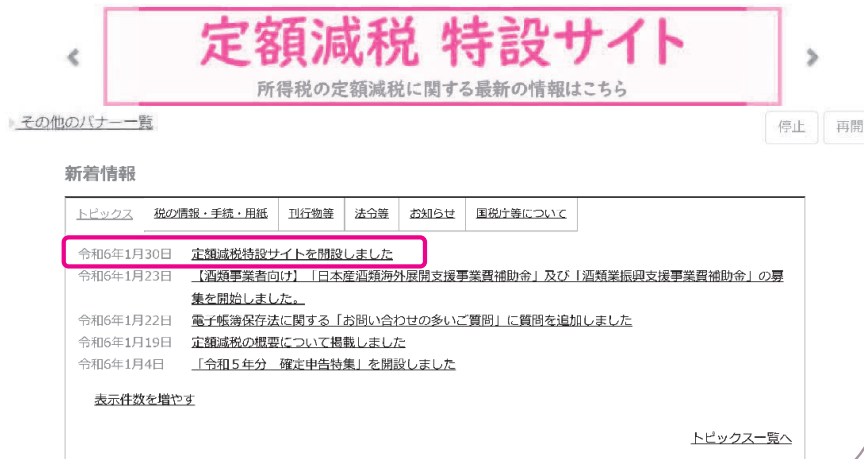 定額減税 特設サイト
所得税の定額減税に関する最新の情報はこちら
その他のバナー一覧
停止 再開
新着情報
トピックス 税の情報・手続・用紙 刊行物等 法令等 お知らせ 国税庁等について
令和6年1月30日 定額減税特設サイトを開設しました
令和6年1月23日 【酒類事業者向け】「日本産酒類海外展開支援事業費補助金」及び「酒類業振興支援事業費補助金」の募
集を開始しました。
令和6年1月22日 電子帳簿保存法に関する「お問い合わせの多いご質問」に質問を追加しました
令和6年1月19日 定額減税の概要について掲載しました
令和6年1月4日 「令和5年分 確定申告特集」を開設しました
表示件数を増やす
トピックス一覧へ